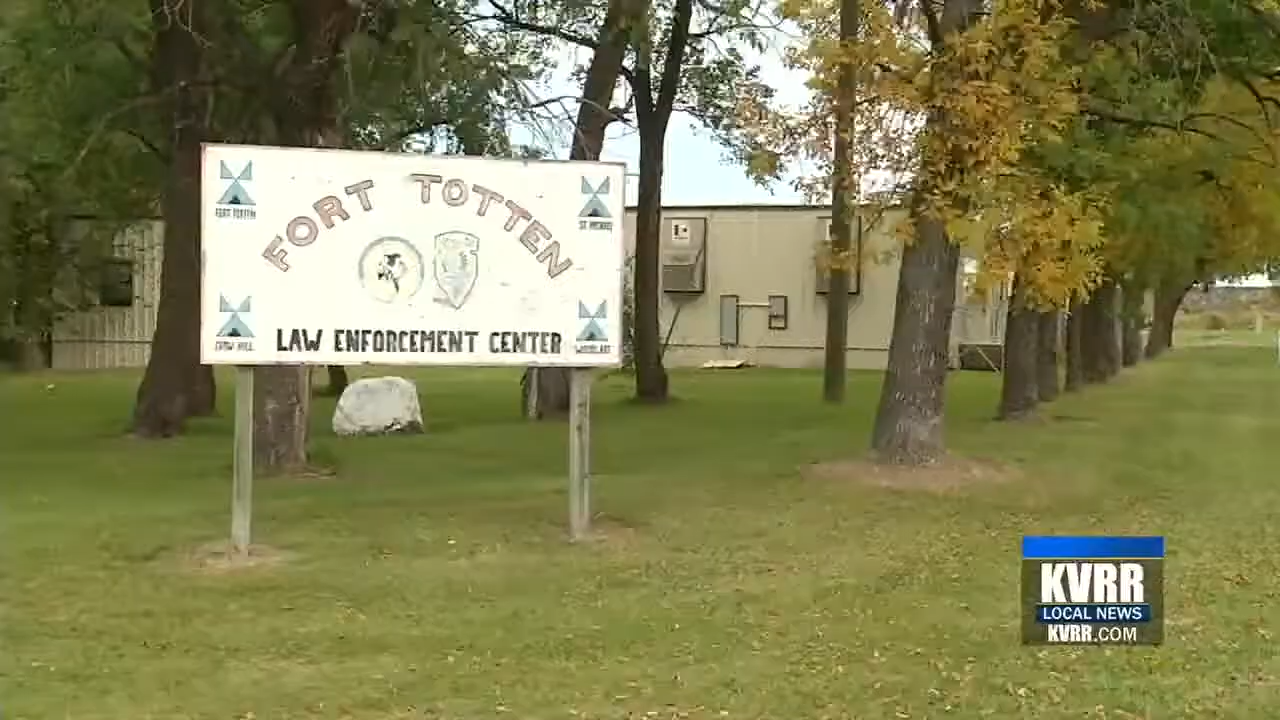 FORT TOTTEN
FORT TOTTEN
ST MICHAEL
CROW HILL
WOODLAKE
LAW ENFORCEMENT CENTER
KVRR
LOCAL NEWS
KVRR.COM